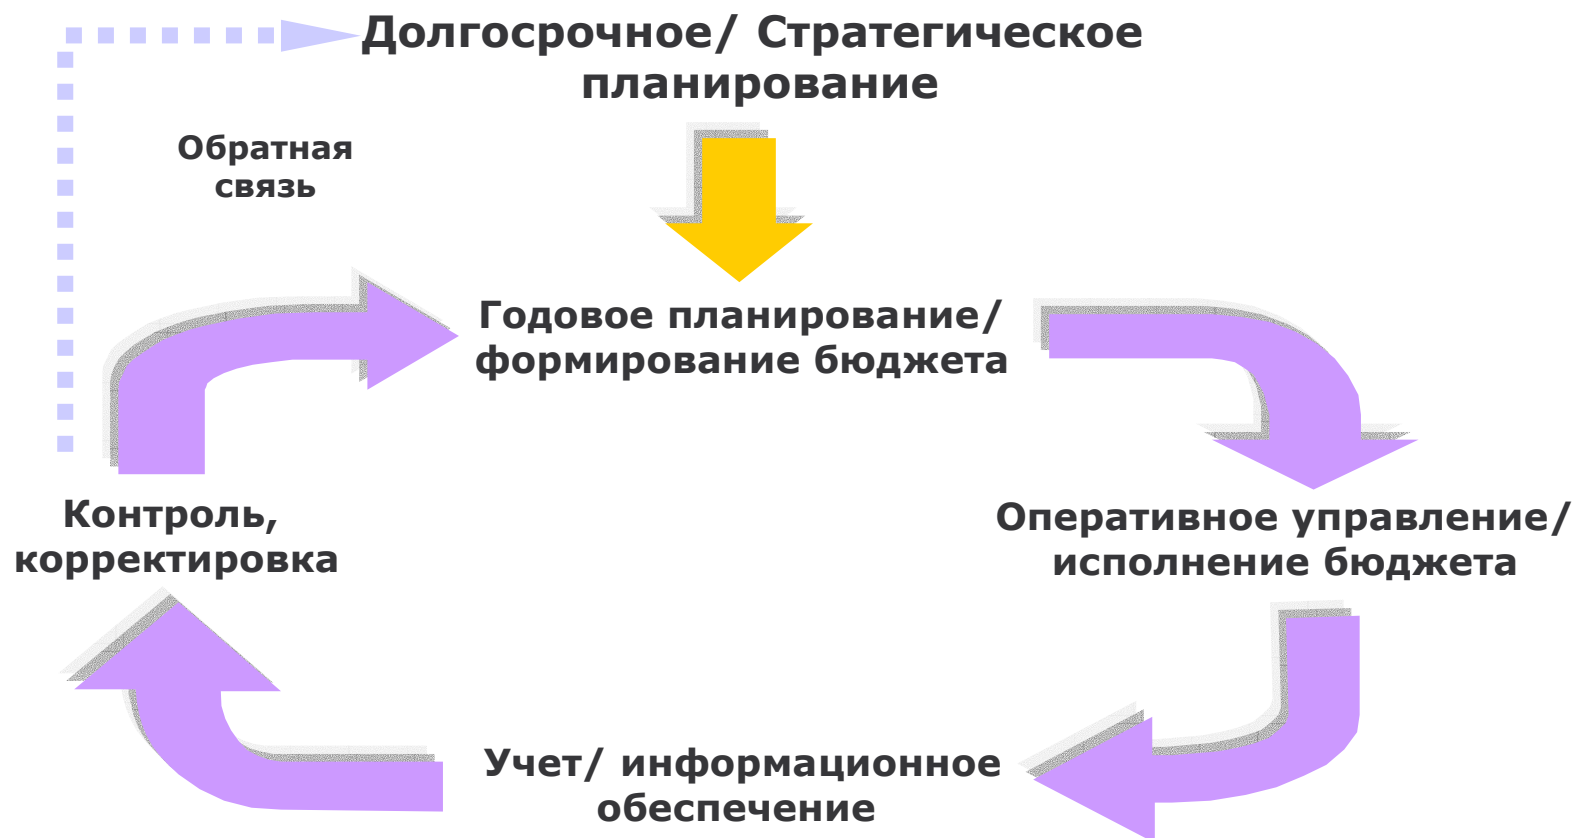 Долгосрочное/ Стратегическое
планирование
Обратная
связь
Годовое планирование/
формирование бюджета
Контроль,
корректировка
Оперативное управление/
исполнение бюджета
Учет/ информационное
обеспечение